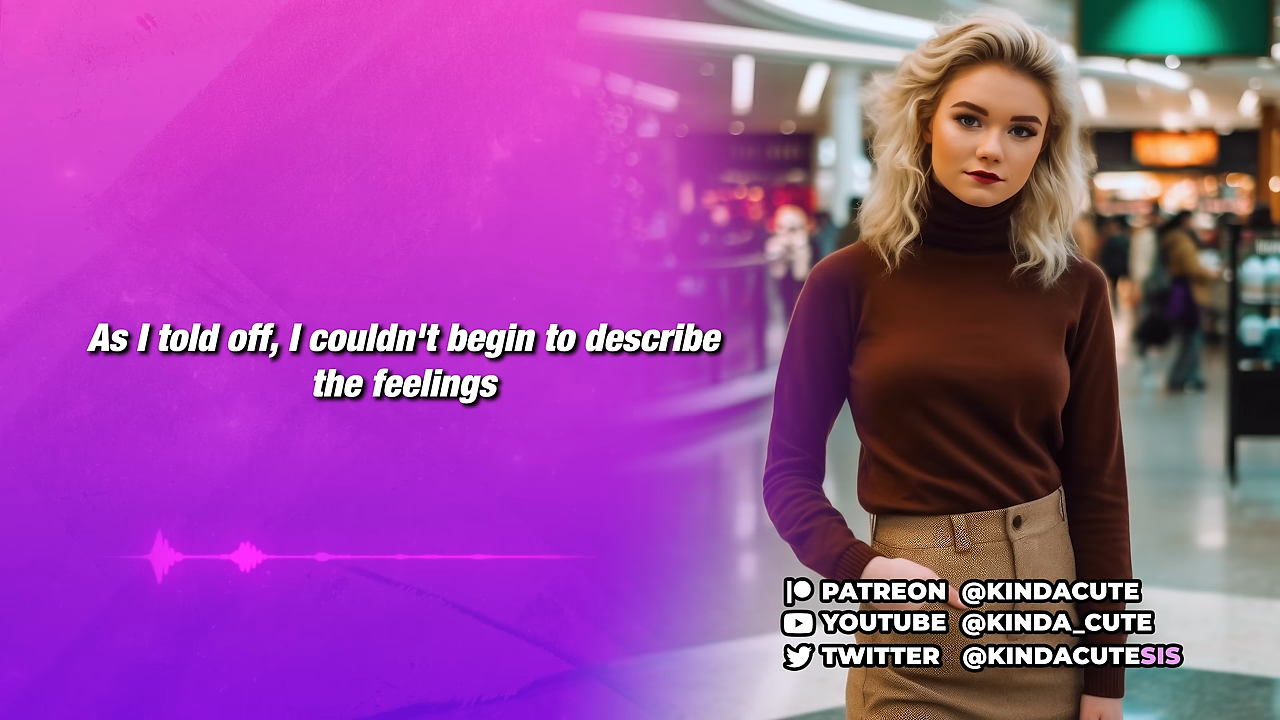 As I told off, I couldn't begin to describe
the feelings
PATREON @KINDACUTE
YOUTUBE @KINDA_CUTE
TWITTER @KINDACUTESIS